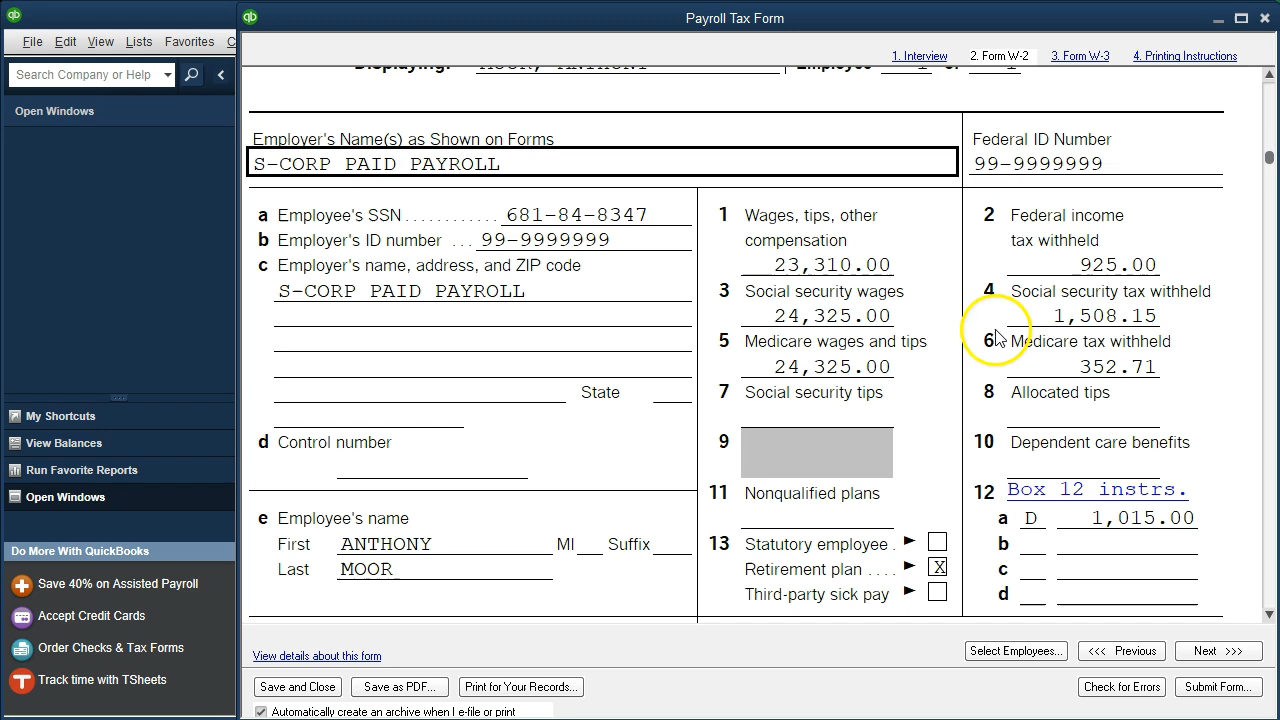 Payroll Tax Form
File Edit View Lists Favorites C
1. Interview 2. Form W-2 3. Form W-3 4. Printing Instructions
Search Company or Help
Open Windows
Displaying: MOOR, ANTHONY Employee 1 of 1
Employer's Name(s) as Shown on Forms
S-CORP PAID PAYROLL
Federal ID Number
99-9999999
a Employee's SSN............ 681-84-8347
b Employer's ID number ... 99-9999999
c Employer's name, address, and ZIP code
S-CORP PAID PAYROLL
State
d Control number
e Employee's name
First ANTHONY MI Suffix
Last MOOR
1 Wages, tips, other
compensation
23,310.00
3 Social security wages
24,325.00
5 Medicare wages and tips
24,325.00
7 Social security tips
9
11 Nonqualified plans
13 Statutory employee .
Retirement plan .... X
Third-party sick pay
2 Federal income
tax withheld
925.00
4 Social security tax withheld
1,508.15
6 Medicare tax withheld
352.71
8 Allocated tips
10 Dependent care benefits
12 Box 12 instrs.
a D 1,015.00
b
c
d
My Shortcuts
View Balances
Run Favorite Reports
Open Windows
Do More With QuickBooks
Save 40% on Assisted Payroll
Accept Credit Cards
Order Checks & Tax Forms
Track time with TSheets
View details about this form
Select Employees... <<< Previous Next >>>
Save and Close Save as PDF... Print for Your Records... Check for Errors Submit Form...
Automatically create an archive when I e-file or print